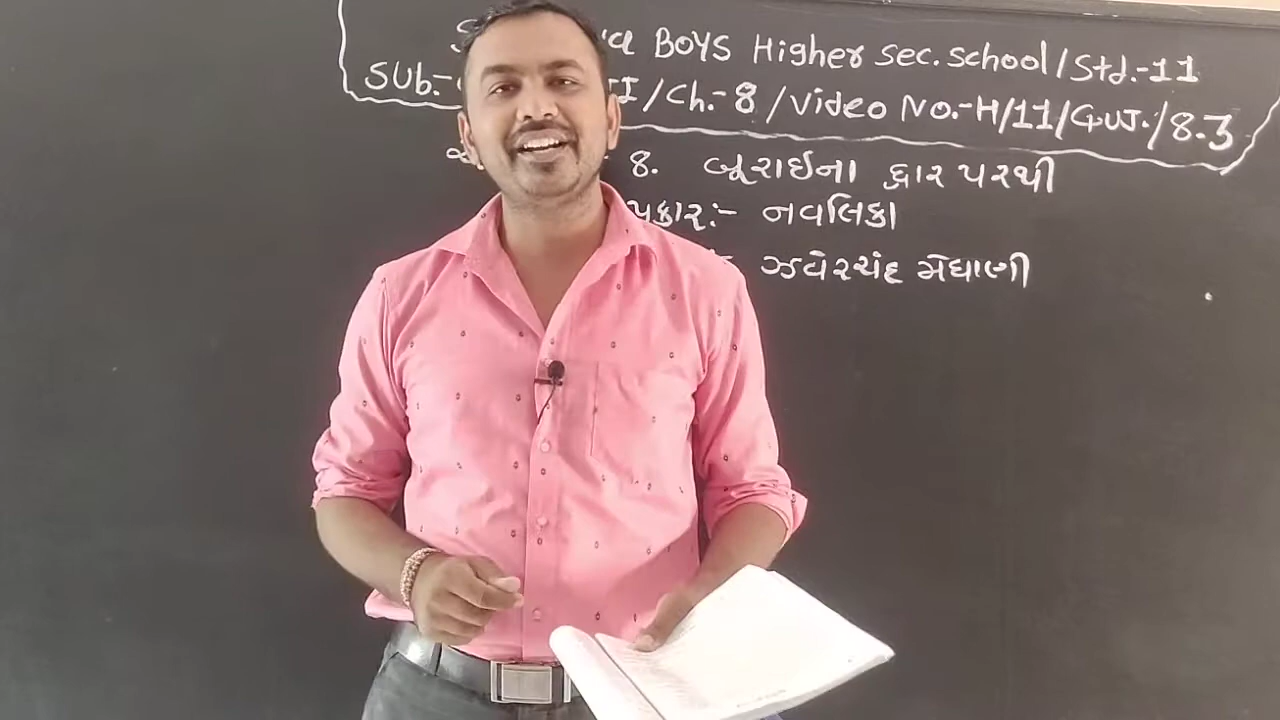 BOYS Higher Sec. School / Std.-11
Sub.- / Ch.-8 / Video No.-H/11/GUJ./8.3
8. બૂરાઈના દ્વાર પરથી
પ્રકાર:- નવલિકા
ઝવેરચંદ મેઘાણી